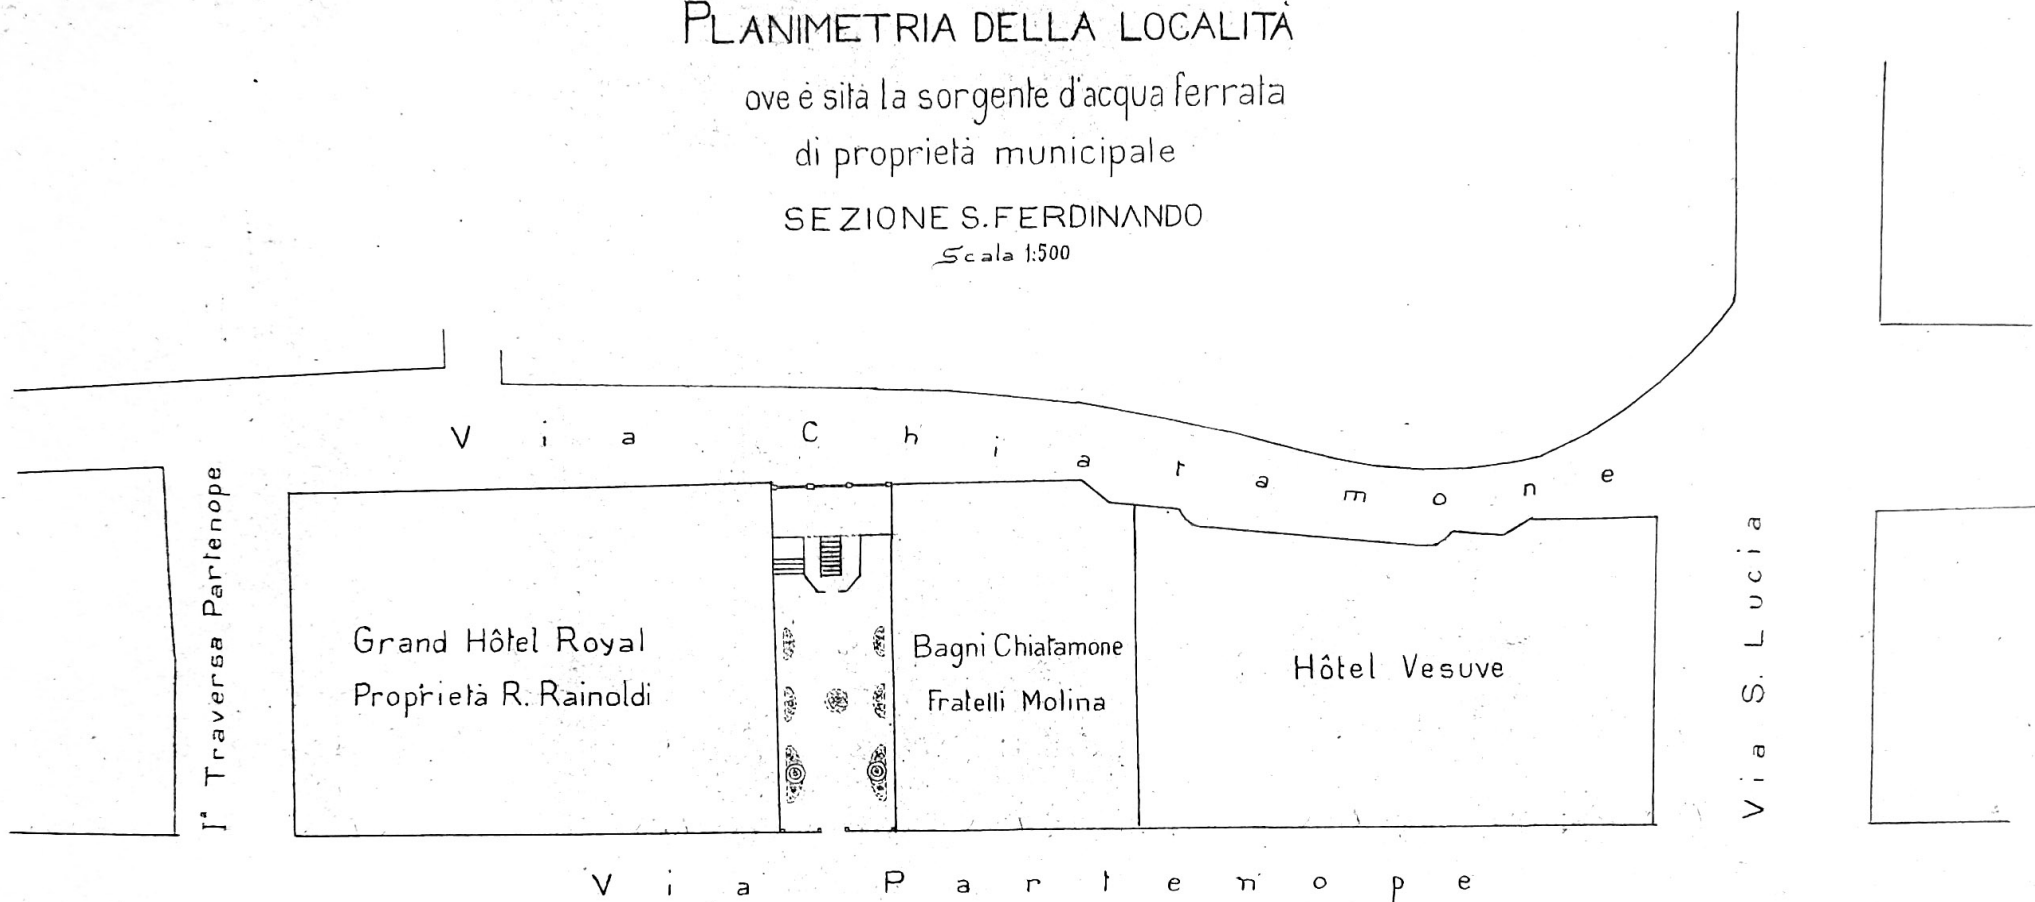 PLANIMETRIA DELLA LOCALITÀ
ove è sita la sorgente d'acqua ferrata
di proprietà municipale
SEZIONE S. FERDINANDO
Scala 1:500
Via Chiatamone
Iª Traversa Partenope
Grand Hôtel Royal
Proprietà R. Rainoldi
Bagni Chiatamone
Fratelli Molina
Hôtel Vesuve
Via S. Lucia
Via Partenope